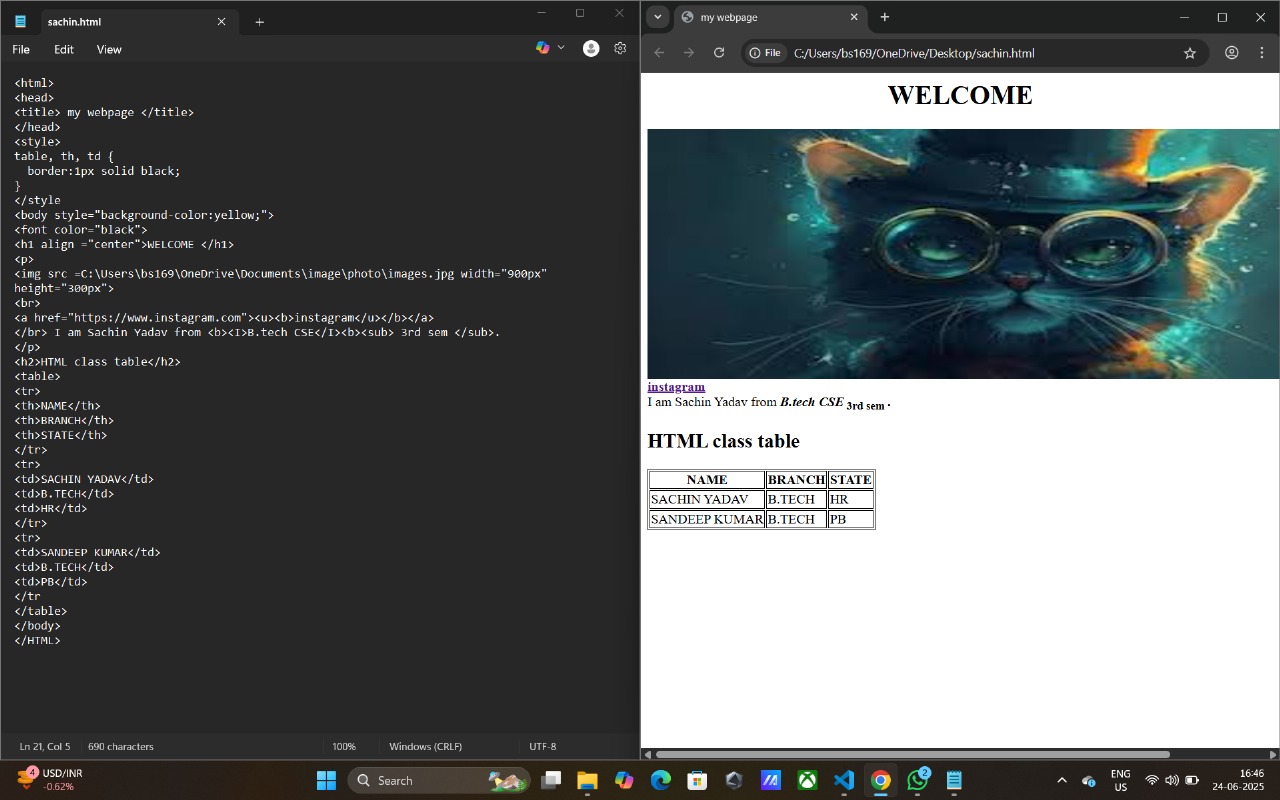 sachin.html
File Edit View
<html>
<head>
<title> my webpage </title>
</head>
<style>
table, th, td {
  border:1px solid black;
}
</style
<body style="background-color:yellow;">
<font color="black">
<h1 align ="center">WELCOME </h1>
<p>
<img src =C:\Users\bs169\OneDrive\Documents\image\photo\images.jpg width="900px"
height="300px">
<br>
<a href="https://www.instagram.com"><u><b>instagram</u></b></a>
</br> I am Sachin Yadav from <b><I>B.tech CSE</I><b><sub> 3rd sem </sub>.
</p>
<h2>HTML class table</h2>
<table>
<tr>
<th>NAME</th>
<th>BRANCH</th>
<th>STATE</th>
</tr>
<tr>
<td>SACHIN YADAV</td>
<td>B.TECH</td>
<td>HR</td>
</tr>
<tr>
<td>SANDEEP KUMAR</td>
<td>B.TECH</td>
<td>PB</td>
</tr
</table>
</body>
</HTML>
Ln 21, Col 5 690 characters 100% Windows (CRLF) UTF-8
my webpage
File C:/Users/bs169/OneDrive/Desktop/sachin.html
WELCOME
instagram
I am Sachin Yadav from B.tech CSE 3rd sem .
HTML class table
NAME BRANCH STATE
SACHIN YADAV B.TECH HR
SANDEEP KUMAR B.TECH PB
4 USD/INR
-0.62%
Search
2
ENG
US
16:46
24-06-2025